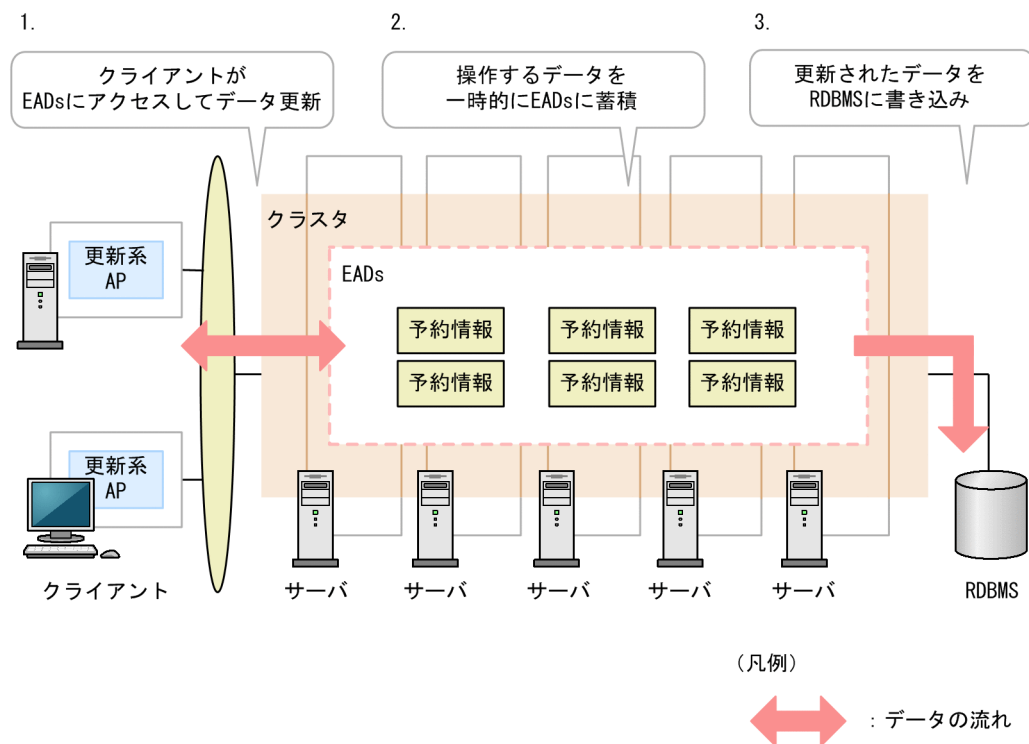 1.
2.
3.
クライアントが
EADsにアクセスしてデータ更新
操作するデータを
一時的にEADsに蓄積
更新されたデータを
RDBMSに書き込み
クラスタ
更新系
AP
EADs
予約情報
予約情報
予約情報
予約情報
予約情報
予約情報
更新系
AP
クライアント
サーバ
サーバ
サーバ
サーバ
サーバ
RDBMS
（凡例）
：データの流れ